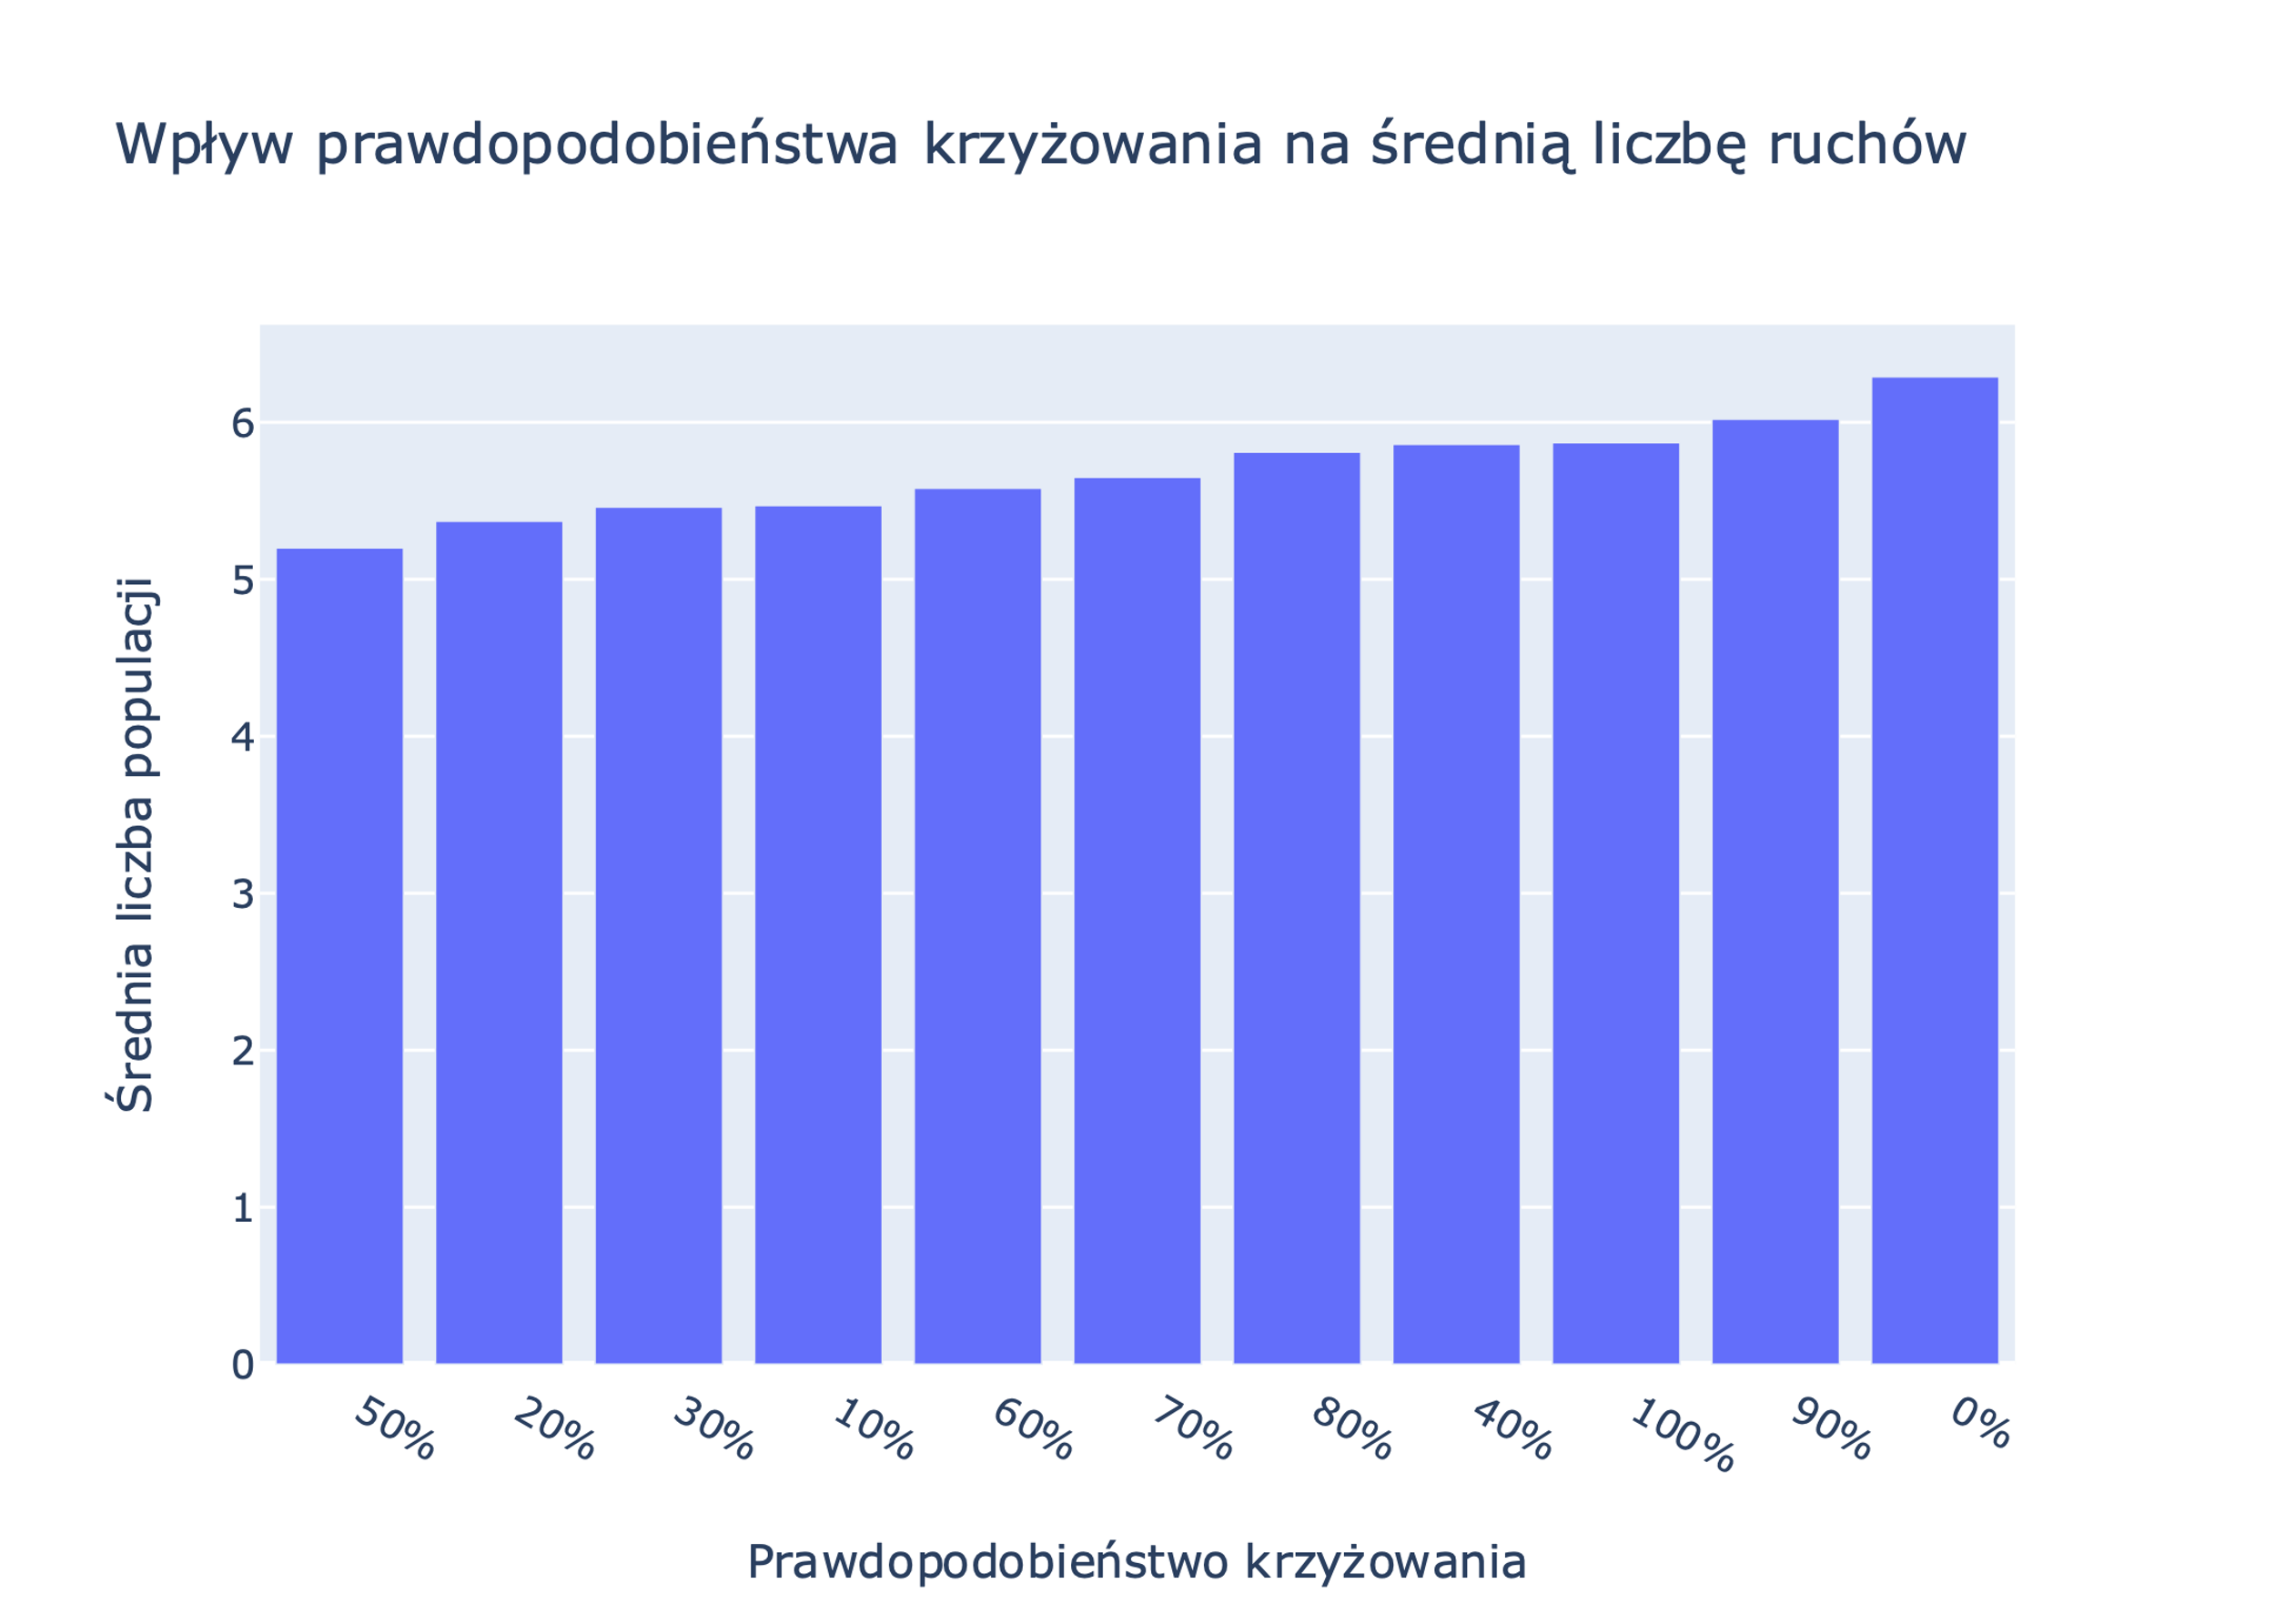 Wpływ prawdopodobieństwa krzyżowania na średnią liczbę ruchów
Średnia liczba populacji
6
5
4
3
2
1
0
50% 20% 30% 10% 60% 70% 80% 40% 100% 90% 0%
Prawdopodobieństwo krzyżowania